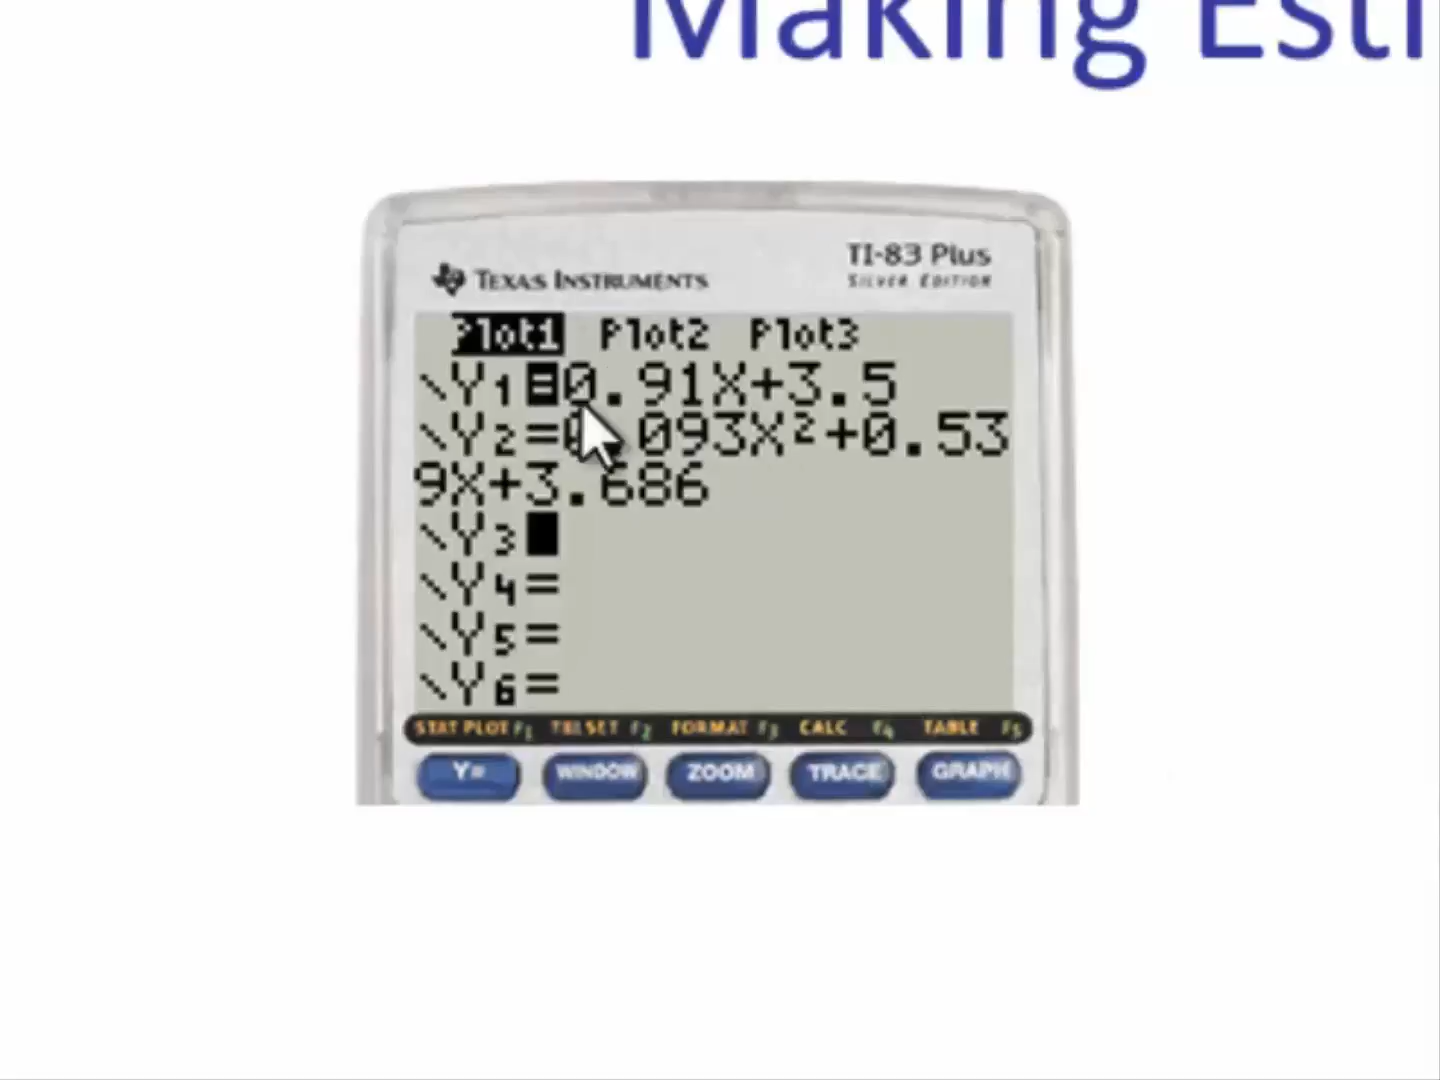 Making Esti
TEXAS INSTRUMENTS
TI-83 Plus
SILVER EDITION
Plot1 Plot2 Plot3
\Y1=0.91X+3.5
\Y2=0.093X²+0.53
9X+3.686
\Y3
\Y4=
\Y5=
\Y6=
STAT PLOT F1 TBLSET F2 FORMAT F3 CALC F4 TABLE F5
Y= WINDOW ZOOM TRACE GRAPH